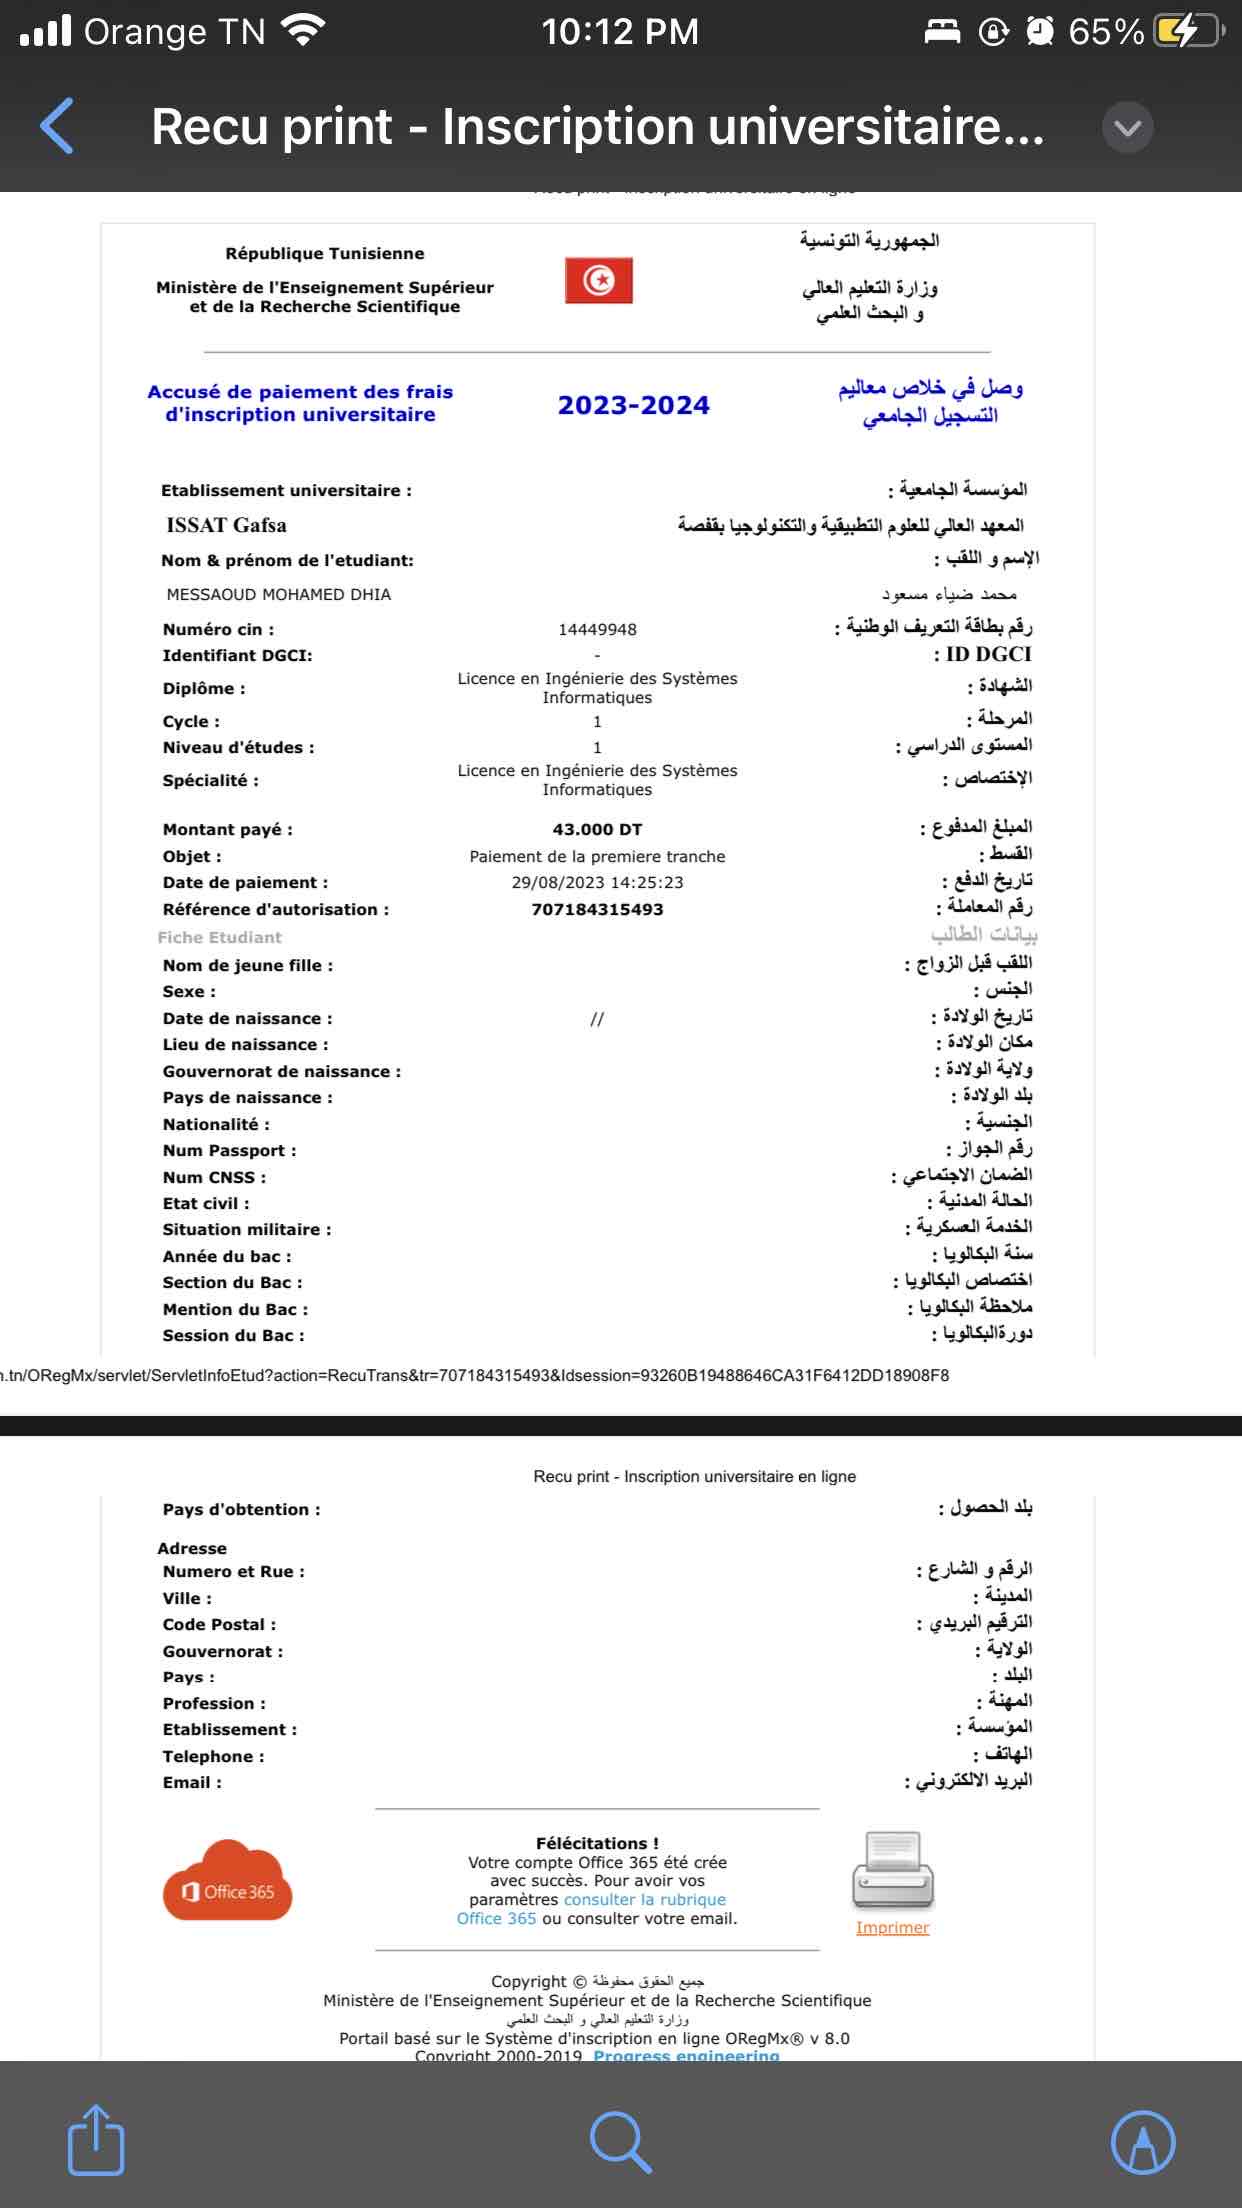 Orange TN
10:12 PM
65%
Recu print - Inscription universitaire...
République Tunisienne
الجمهورية التونسية
Ministère de l'Enseignement Supérieur
et de la Recherche Scientifique
وزارة التعليم العالي
و البحث العلمي
Accusé de paiement des frais
d'inscription universitaire
2023-2024
وصل في خلاص معاليم
التسجيل الجامعي
Etablissement universitaire : المؤسسة الجامعية :
ISSAT Gafsa المعهد العالي للعلوم التطبيقية والتكنولوجيا بقفصة
Nom & prénom de l'etudiant: الإسم و اللقب :
MESSAOUD MOHAMED DHIA محمد ضياء مسعود
Numéro cin : 14449948 رقم بطاقة التعريف الوطنية :
Identifiant DGCI: - ID DGCI :
Diplôme : Licence en Ingénierie des Systèmes
Informatiques الشهادة :
Cycle : 1 المرحلة :
Niveau d'études : 1 المستوى الدراسي :
Spécialité : Licence en Ingénierie des Systèmes
Informatiques الإختصاص :
Montant payé : 43.000 DT المبلغ المدفوع :
Objet : Paiement de la premiere tranche القسط :
Date de paiement : 29/08/2023 14:25:23 تاريخ الدفع :
Référence d'autorisation : 707184315493 رقم المعاملة :
Fiche Etudiant بيانات الطالب
Nom de jeune fille : اللقب قبل الزواج :
Sexe : الجنس :
Date de naissance : // تاريخ الولادة :
Lieu de naissance : مكان الولادة :
Gouvernorat de naissance : ولاية الولادة :
Pays de naissance : بلد الولادة :
Nationalité : الجنسية :
Num Passport : رقم الجواز :
Num CNSS : الضمان الاجتماعي :
Etat civil : الحالة المدنية :
Situation militaire : الخدمة العسكرية :
Année du bac : سنة البكالويا :
Section du Bac : اختصاص البكالويا :
Mention du Bac : ملاحظة البكالويا :
Session du Bac : دورةالبكالويا :
.tn/ORegMx/servlet/ServletInfoEtud?action=RecuTrans&tr=707184315493&Idsession=93260B19488646CA31F6412DD18908F8
Recu print - Inscription universitaire en ligne
Pays d'obtention : بلد الحصول :
Adresse
Numero et Rue : الرقم و الشارع :
Ville : المدينة :
Code Postal : الترقيم البريدي :
Gouvernorat : الولاية :
Pays : البلد :
Profession : المهنة :
Etablissement : المؤسسة :
Telephone : الهاتف :
Email : البريد الالكتروني :
Office 365
Félécitations !
Votre compte Office 365 été crée
avec succès. Pour avoir vos
paramètres consulter la rubrique
Office 365 ou consulter votre email.
Imprimer
Copyright © جميع الحقوق محفوظة
Ministère de l'Enseignement Supérieur et de la Recherche Scientifique
وزارة التعليم العالي و البحث العلمي
Portail basé sur le Système d'inscription en ligne ORegMx® v 8.0
Copyright 2000-2019 Progress engineering